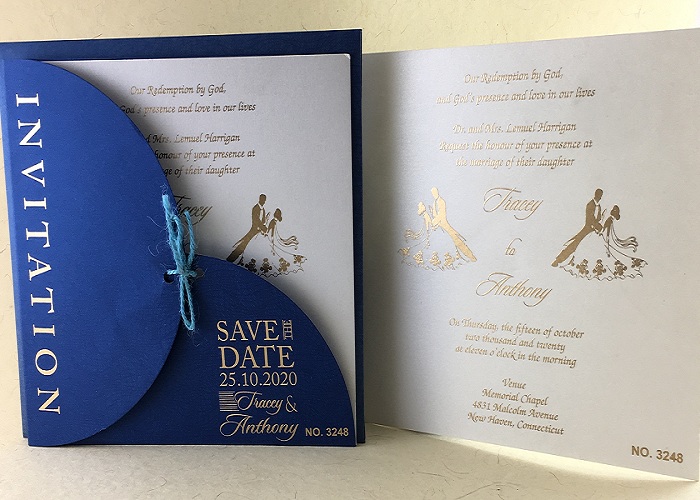 INVITATION
Our Redemption by God,
God's presence and love in our lives
and Mrs. Lemuel Harrigan
honour of your presence at
the marriage of their daughter
Tracey
SAVE THE
DATE
25.10.2020
Tracey &
Anthony
NO. 3248
Our Redemption by God,
and God's presence and love in our lives
Dr. and Mrs. Lemuel Harrigan
Request the honour of your presence at
the marriage of their daughter
Tracey
to
Anthony
On Thursday, the fifteen of october
two thousand and twenty
at eleven o'clock in the morning
Venue
Memorial Chapel
4831 Malcolm Avenue
New Haven, Connecticut
NO. 3248